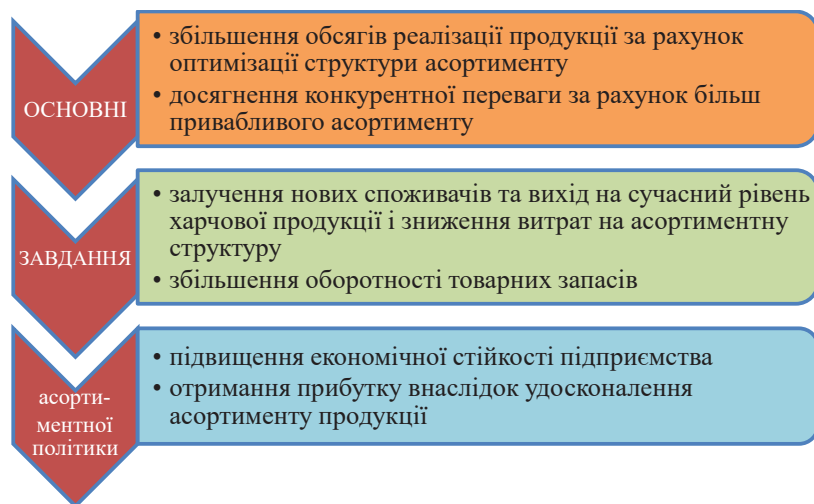 ОСНОВНІ
• збільшення обсягів реалізації продукції за рахунок
оптимізації структури асортименту
• досягнення конкурентної переваги за рахунок більш
привабливого асортименту
ЗАВДАННЯ
• залучення нових споживачів та вихід на сучасний рівень
харчової продукції і зниження витрат на асортиментну
структуру
• збільшення оборотності товарних запасів
асорти-
ментної
політики
• підвищення економічної стійкості підприємства
• отримання прибутку внаслідок удосконалення
асортименту продукції